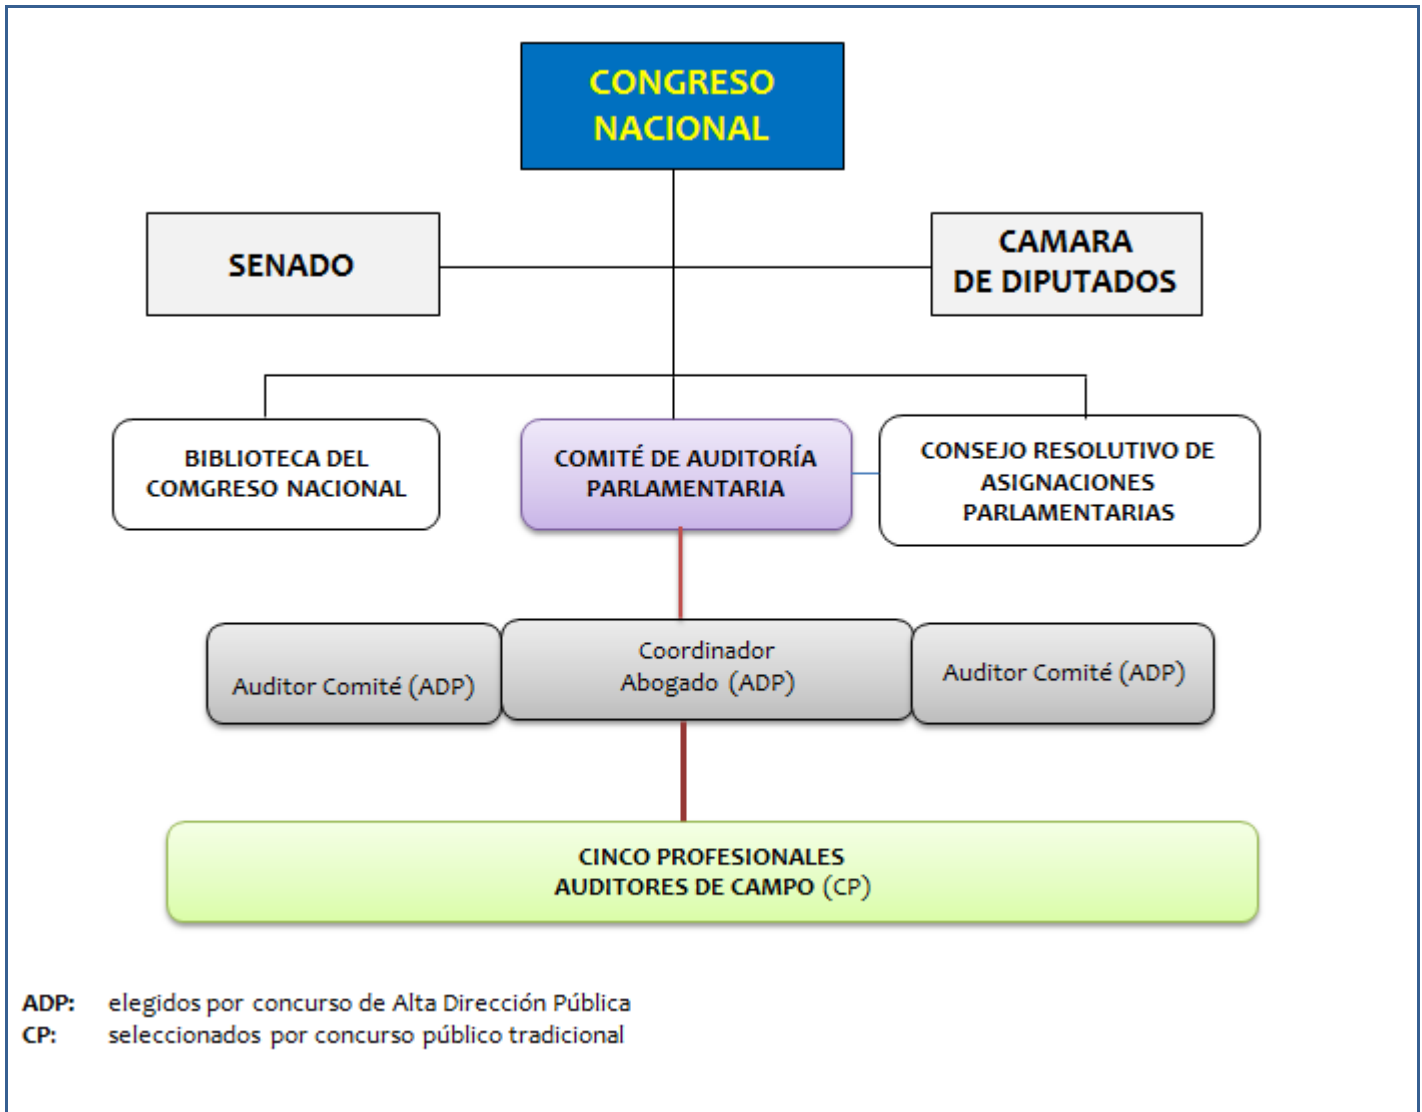 CONGRESO
NACIONAL
SENADO
CAMARA
DE DIPUTADOS
BIBLIOTECA DEL
COMGRESO NACIONAL
COMITÉ DE AUDITORÍA
PARLAMENTARIA
CONSEJO RESOLUTIVO DE
ASIGNACIONES
PARLAMENTARIAS
Auditor Comité (ADP)
Coordinador
Abogado (ADP)
Auditor Comité (ADP)
CINCO PROFESIONALES
AUDITORES DE CAMPO (CP)
ADP: elegidos por concurso de Alta Dirección Pública
CP: seleccionados por concurso público tradicional